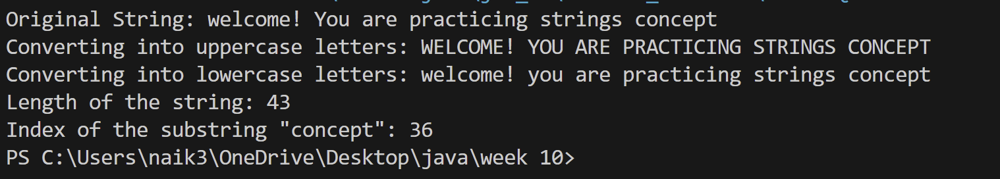 Original String: welcome! You are practicing strings concept
Converting into uppercase letters: WELCOME! YOU ARE PRACTICING STRINGS CONCEPT
Converting into lowercase letters: welcome! you are practicing strings concept
Length of the string: 43
Index of the substring "concept": 36
PS C:\Users\naik3\OneDrive\Desktop\java\week 10>